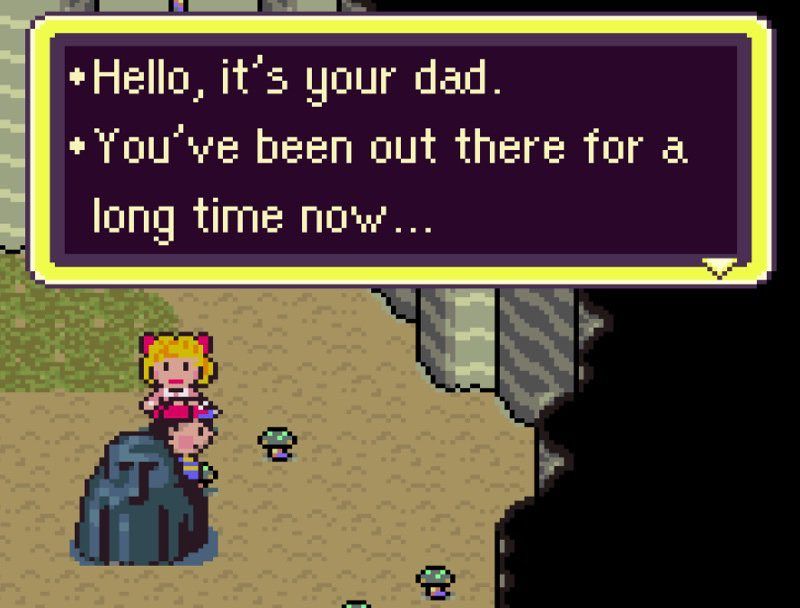 •Hello, it's your dad.
•You've been out there for a
long time now...